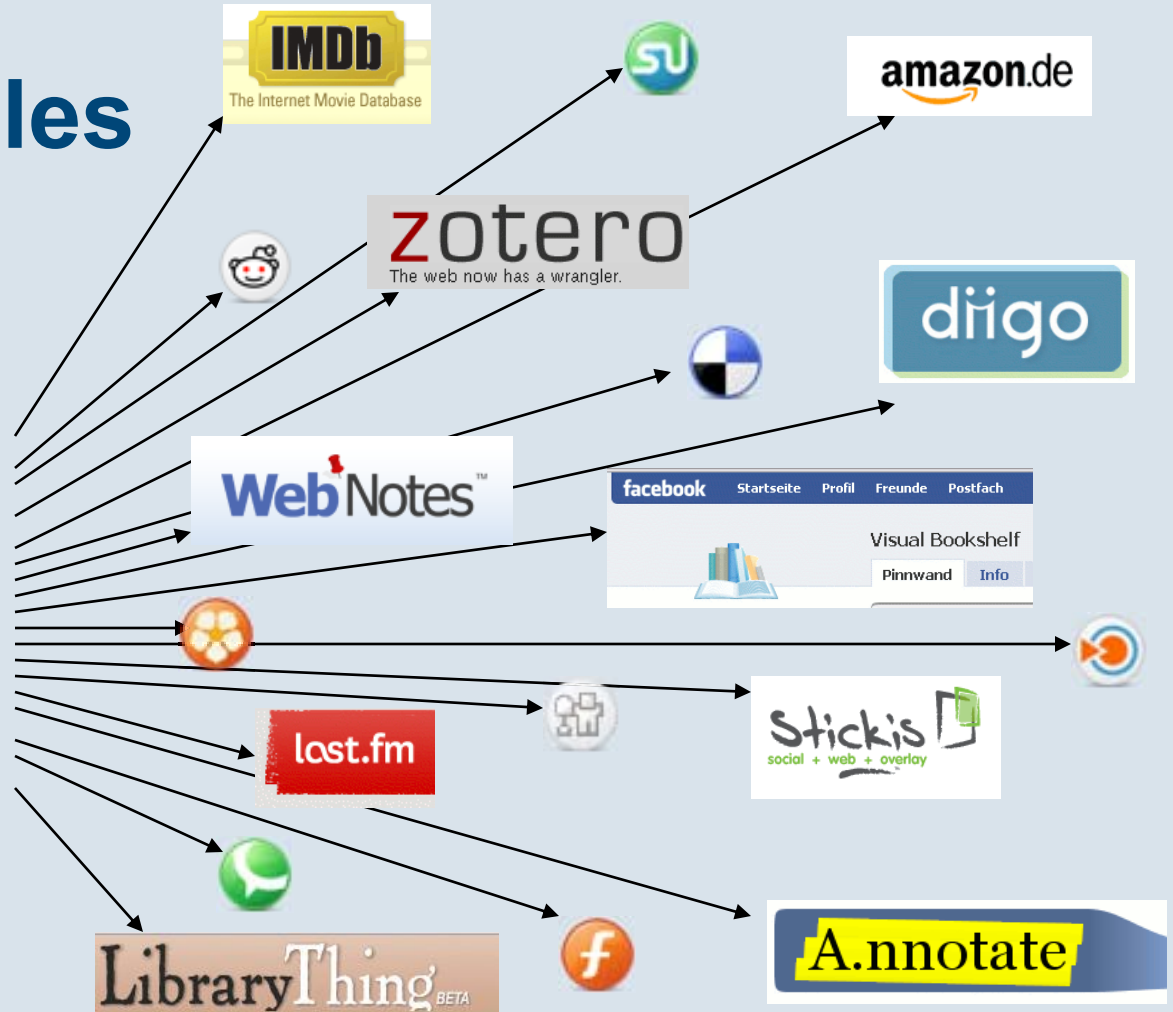 les
IMDb
The Internet Movie Database
su
amazon.de
zotero
The web now has a wrangler.
diigo
WebNotes™
facebook Startseite Profil Freunde Postfach
Visual Bookshelf
Pinnwand Info
last.fm
Stickis
social + web + overlay
LibraryThing BETA
f
A.nnotate